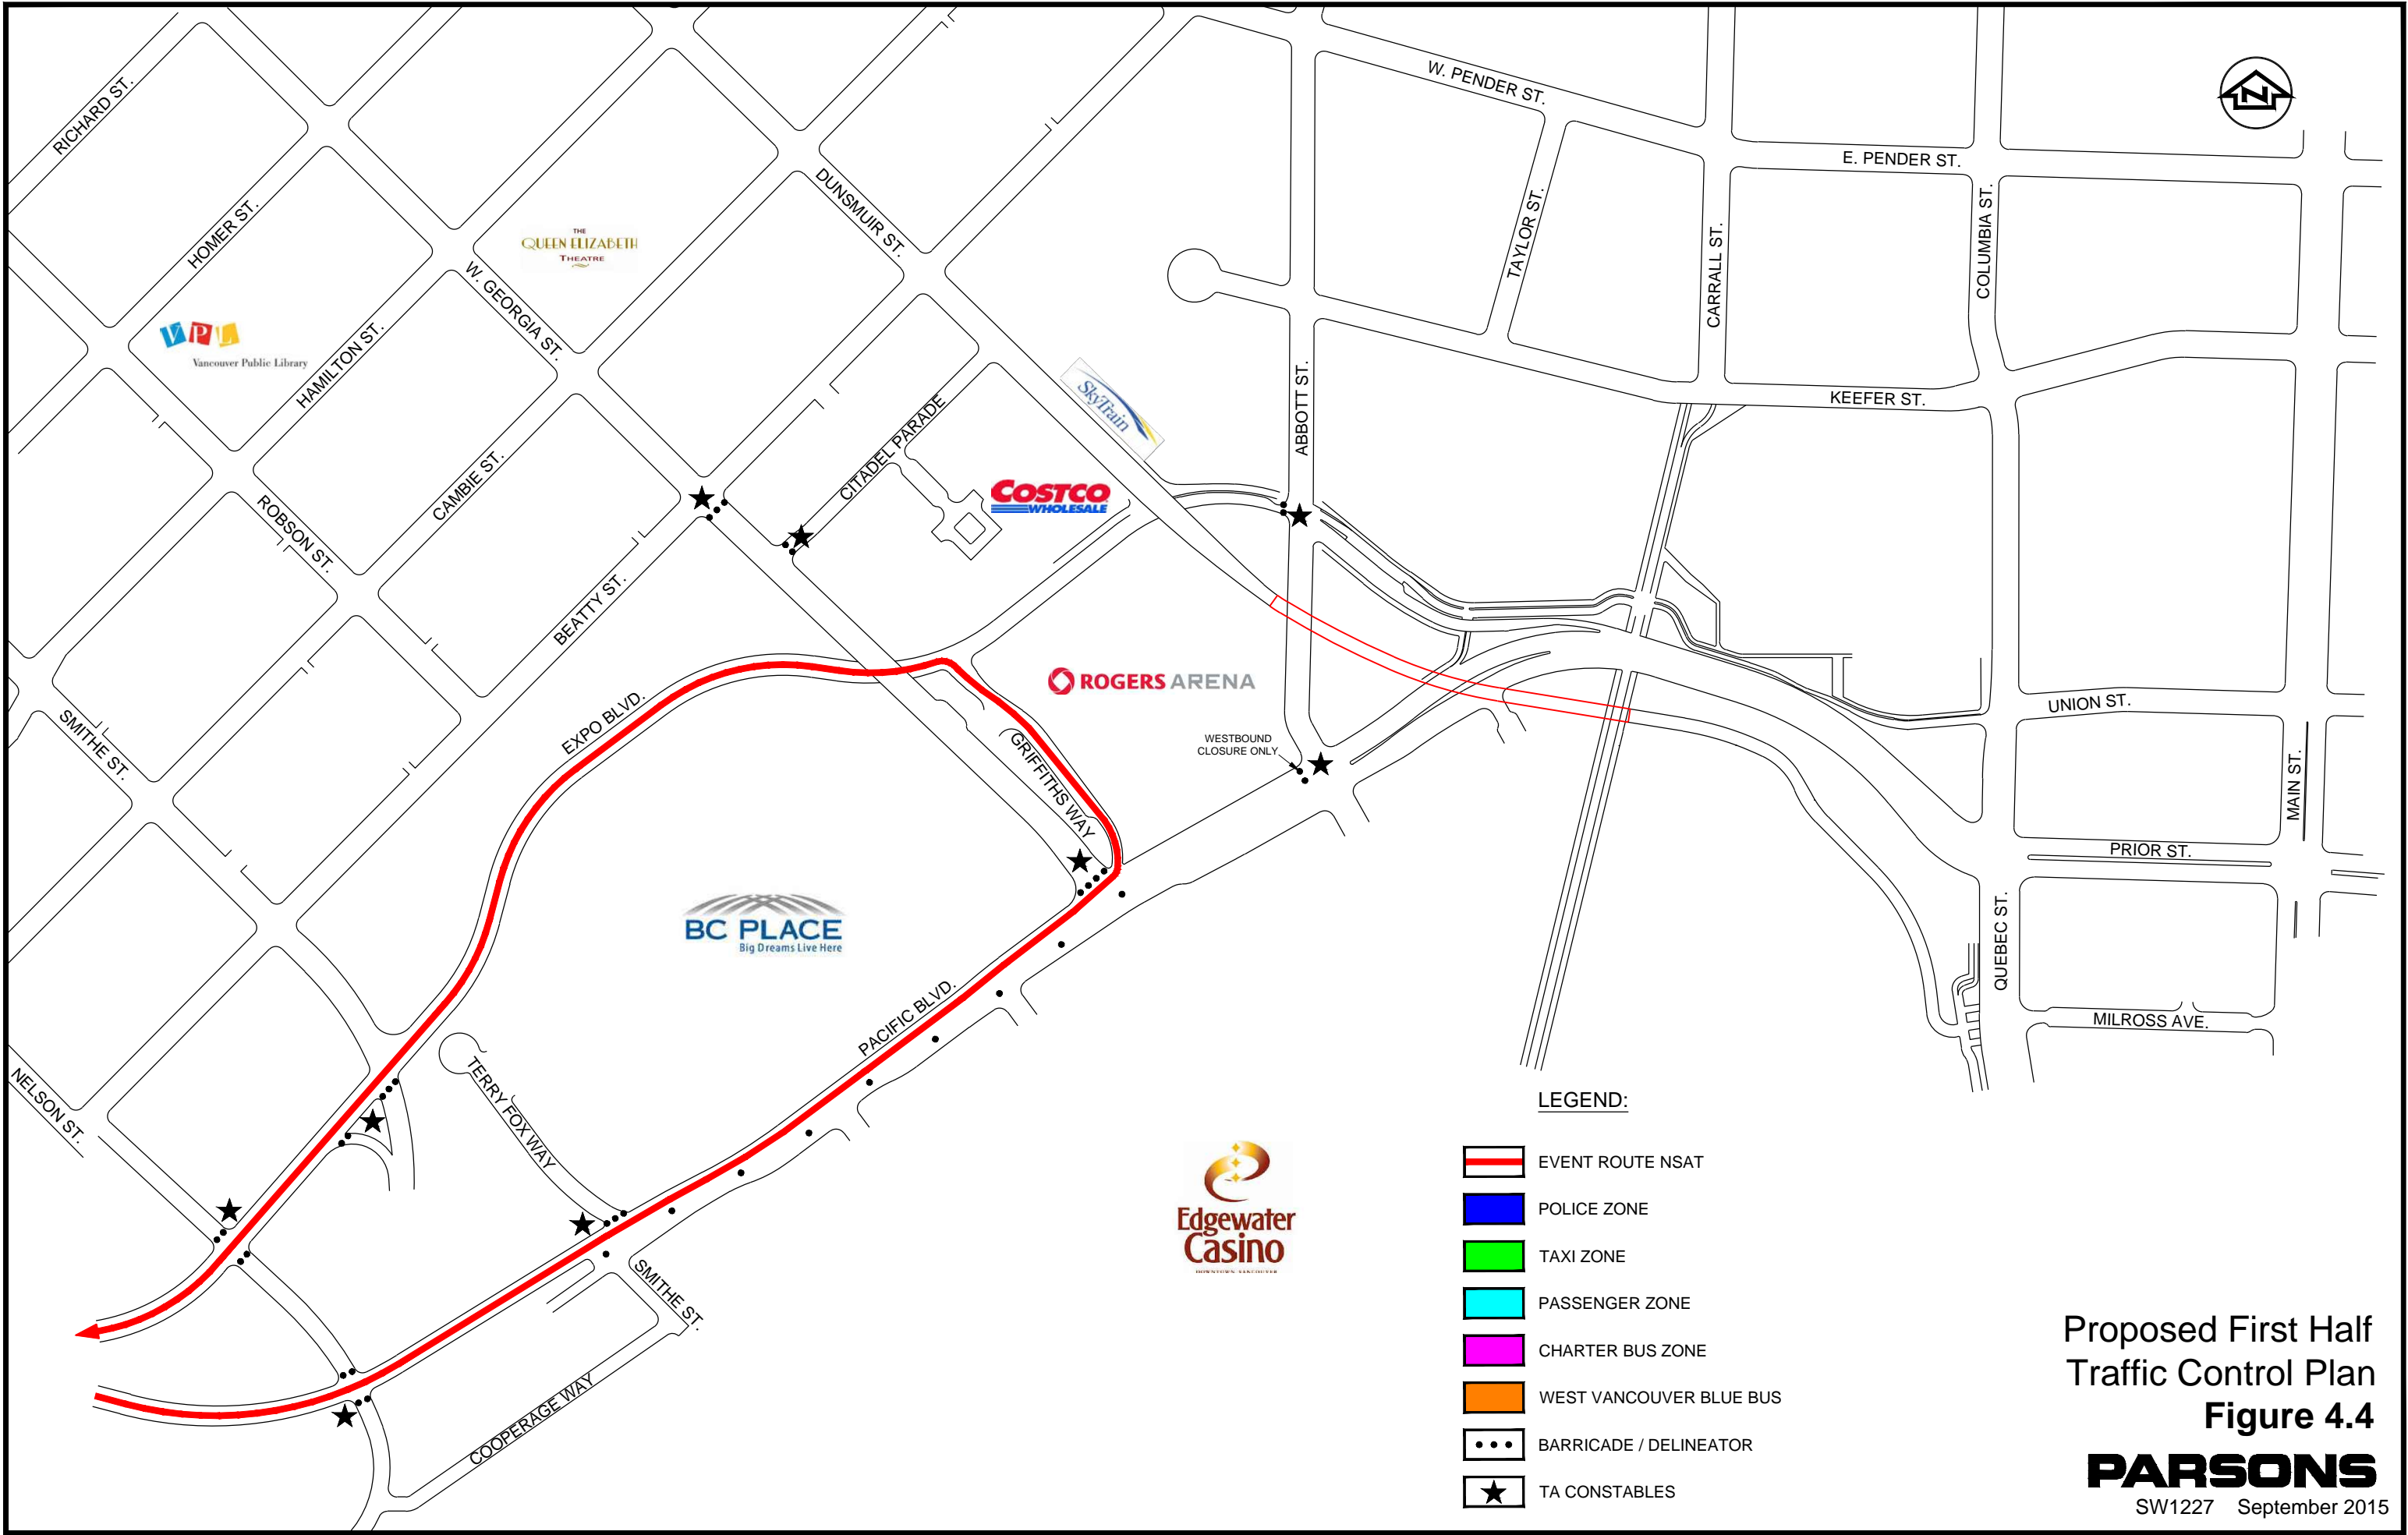 RICHARD ST.
HOMER ST.
HAMILTON ST.
CAMBIE ST.
BEATTY ST.
CITADEL PARADE
DUNSMUIR ST.
W. GEORGIA ST.
ROBSON ST.
SMITHE ST.
NELSON ST.
THE
QUEEN ELIZABETH
THEATRE
VPL
Vancouver Public Library
SkyTrain
COSTCO
WHOLESALE
W. PENDER ST.
E. PENDER ST.
TAYLOR ST.
CARRALL ST.
COLUMBIA ST.
ABBOTT ST.
KEEFER ST.
N
UNION ST.
MAIN ST.
PRIOR ST.
QUEBEC ST.
MILROSS AVE.
EXPO BLVD.
ROGERS ARENA
WESTBOUND
CLOSURE ONLY
GRIFFITHS WAY
BC PLACE
Big Dreams Live Here
PACIFIC BLVD.
TERRY FOX WAY
SMITHE ST.
COOPERAGE WAY
Edgewater
Casino
DOWNTOWN VANCOUVER
LEGEND:
EVENT ROUTE NSAT
POLICE ZONE
TAXI ZONE
PASSENGER ZONE
CHARTER BUS ZONE
WEST VANCOUVER BLUE BUS
BARRICADE / DELINEATOR
TA CONSTABLES
Proposed First Half
Traffic Control Plan
Figure 4.4
PARSONS
SW1227 September 2015